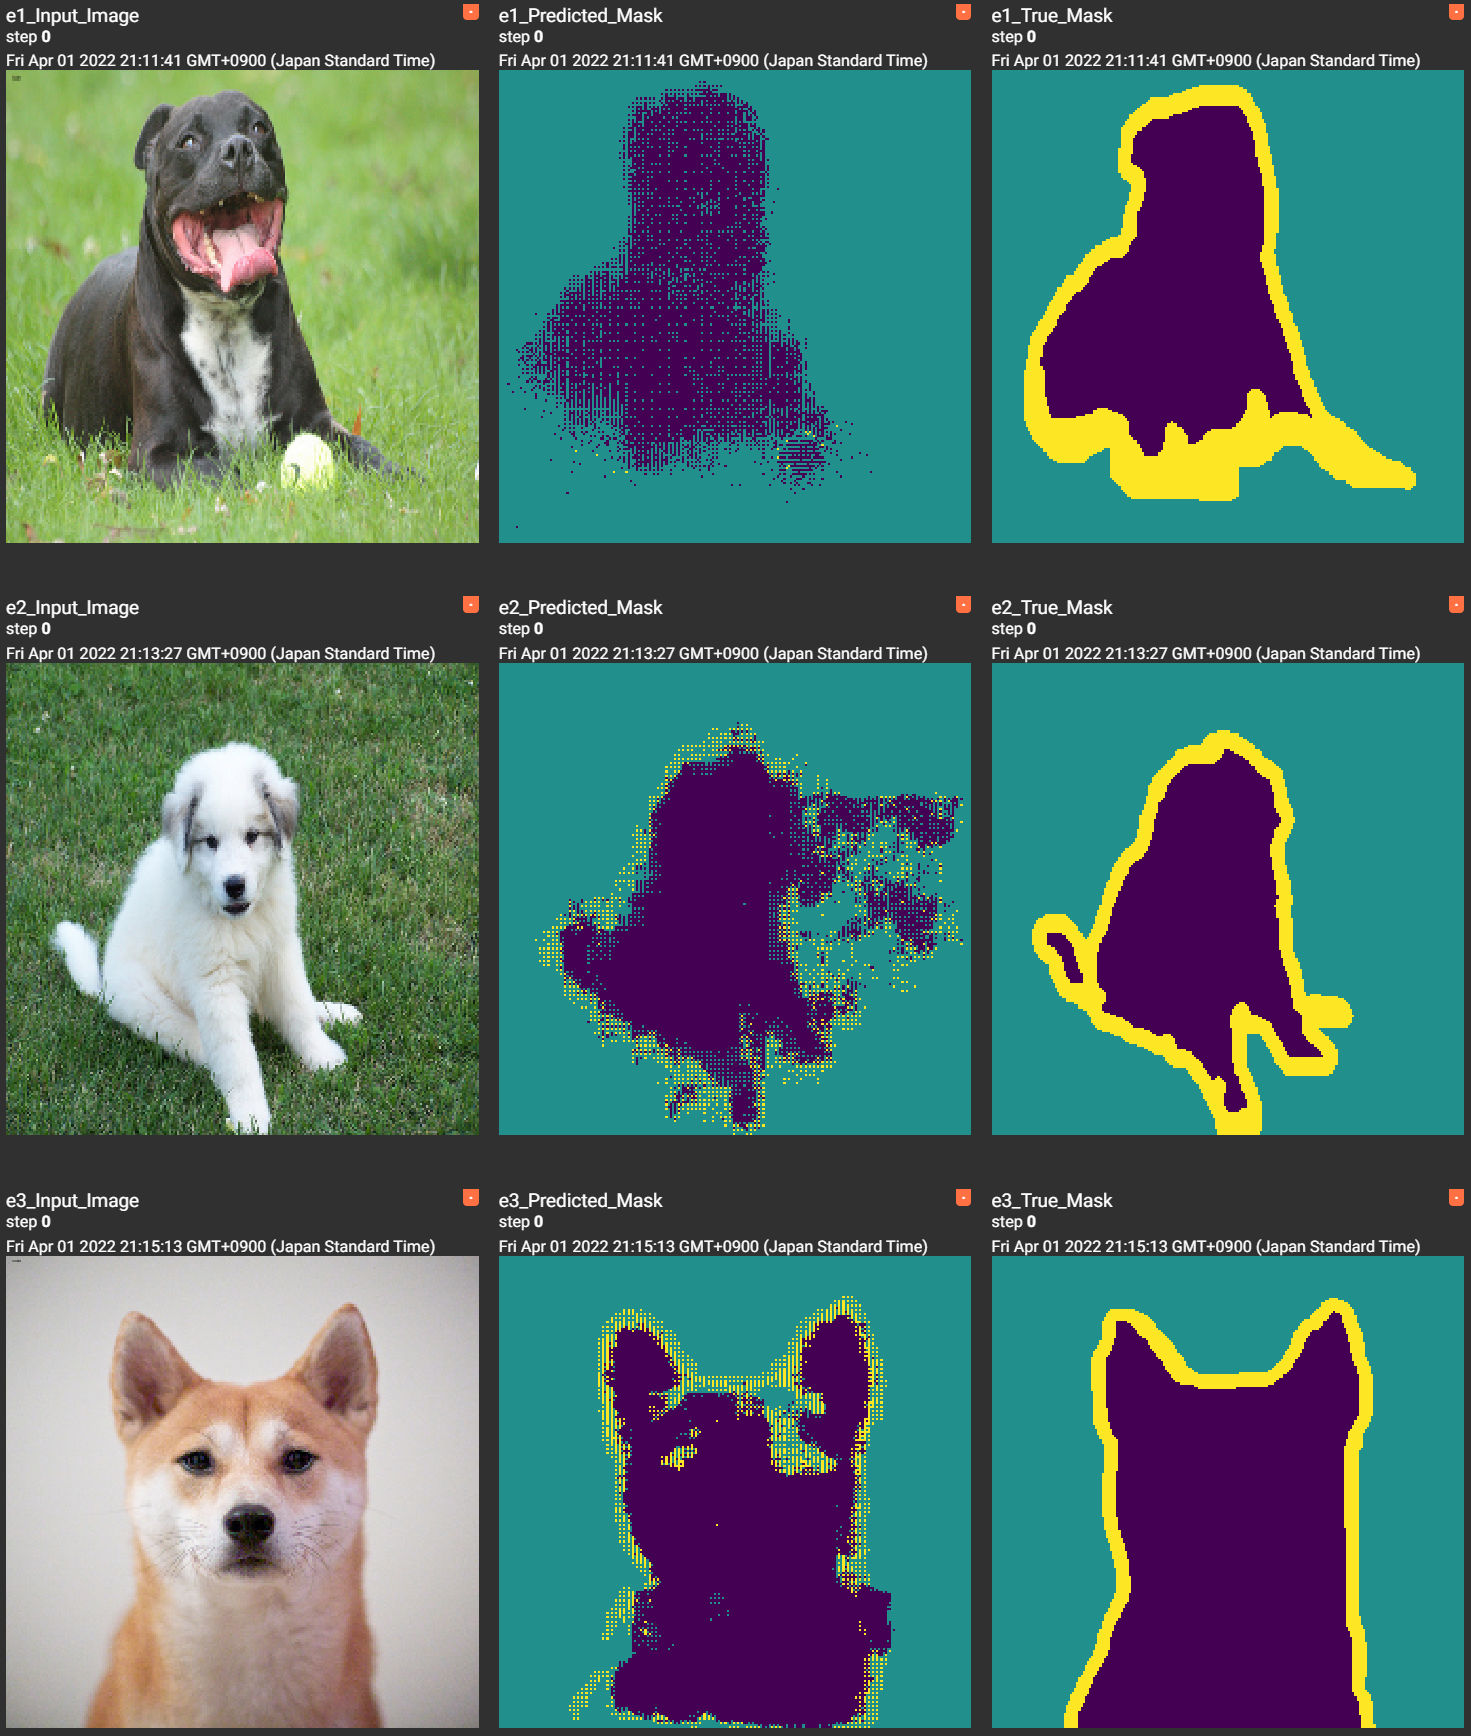 e1_Input_Image
step 0
Fri Apr 01 2022 21:11:41 GMT+0900 (Japan Standard Time)
e1_Predicted_Mask
step 0
Fri Apr 01 2022 21:11:41 GMT+0900 (Japan Standard Time)
e1_True_Mask
step 0
Fri Apr 01 2022 21:11:41 GMT+0900 (Japan Standard Time)
e2_Input_Image
step 0
Fri Apr 01 2022 21:13:27 GMT+0900 (Japan Standard Time)
e2_Predicted_Mask
step 0
Fri Apr 01 2022 21:13:27 GMT+0900 (Japan Standard Time)
e2_True_Mask
step 0
Fri Apr 01 2022 21:13:27 GMT+0900 (Japan Standard Time)
e3_Input_Image
step 0
Fri Apr 01 2022 21:15:13 GMT+0900 (Japan Standard Time)
e3_Predicted_Mask
step 0
Fri Apr 01 2022 21:15:13 GMT+0900 (Japan Standard Time)
e3_True_Mask
step 0
Fri Apr 01 2022 21:15:13 GMT+0900 (Japan Standard Time)